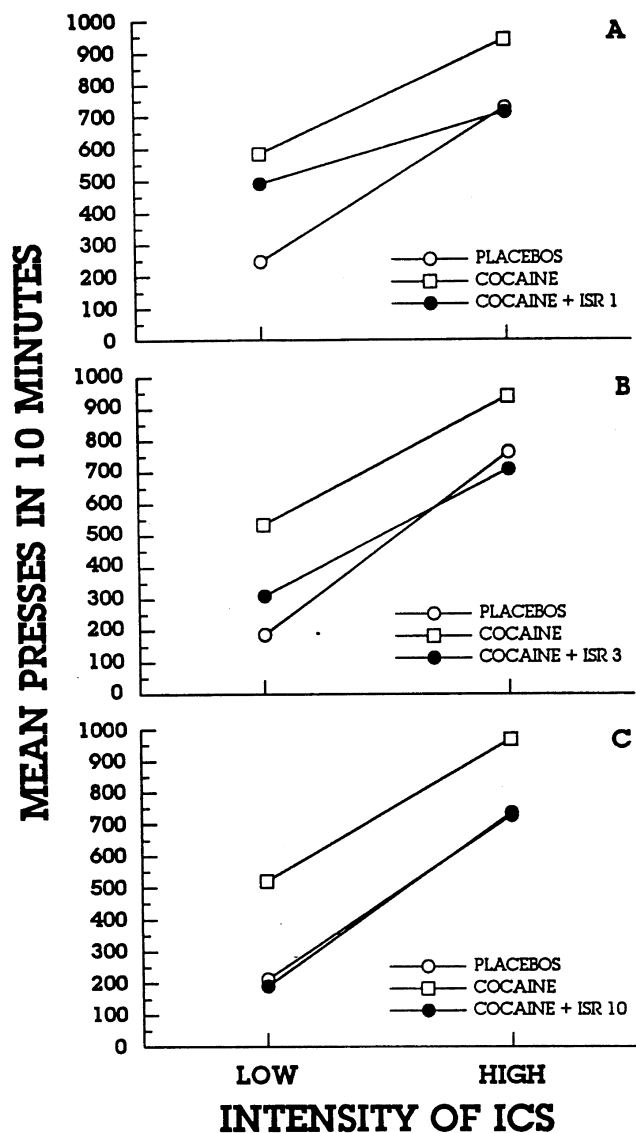 MEAN PRESSES IN 10 MINUTES
A
1000
900
800
700
600
500
400
300
200
100
0
PLACEBOS
COCAINE
COCAINE + ISR 1
B
1000
900
800
700
600
500
400
300
200
100
0
PLACEBOS
COCAINE
COCAINE + ISR 3
C
1000
900
800
700
600
500
400
300
200
100
0
PLACEBOS
COCAINE
COCAINE + ISR 10
LOW HIGH
INTENSITY OF ICS